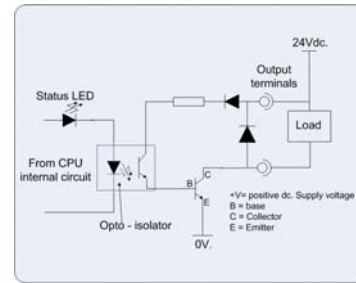 24Vdc.
Output
terminals
Status LED
Load
From CPU
internal circuit
C
B
E
+V= positive dc. Supply voltage
B = base
C = Collector
E = Emitter
Opto - isolator
0V.